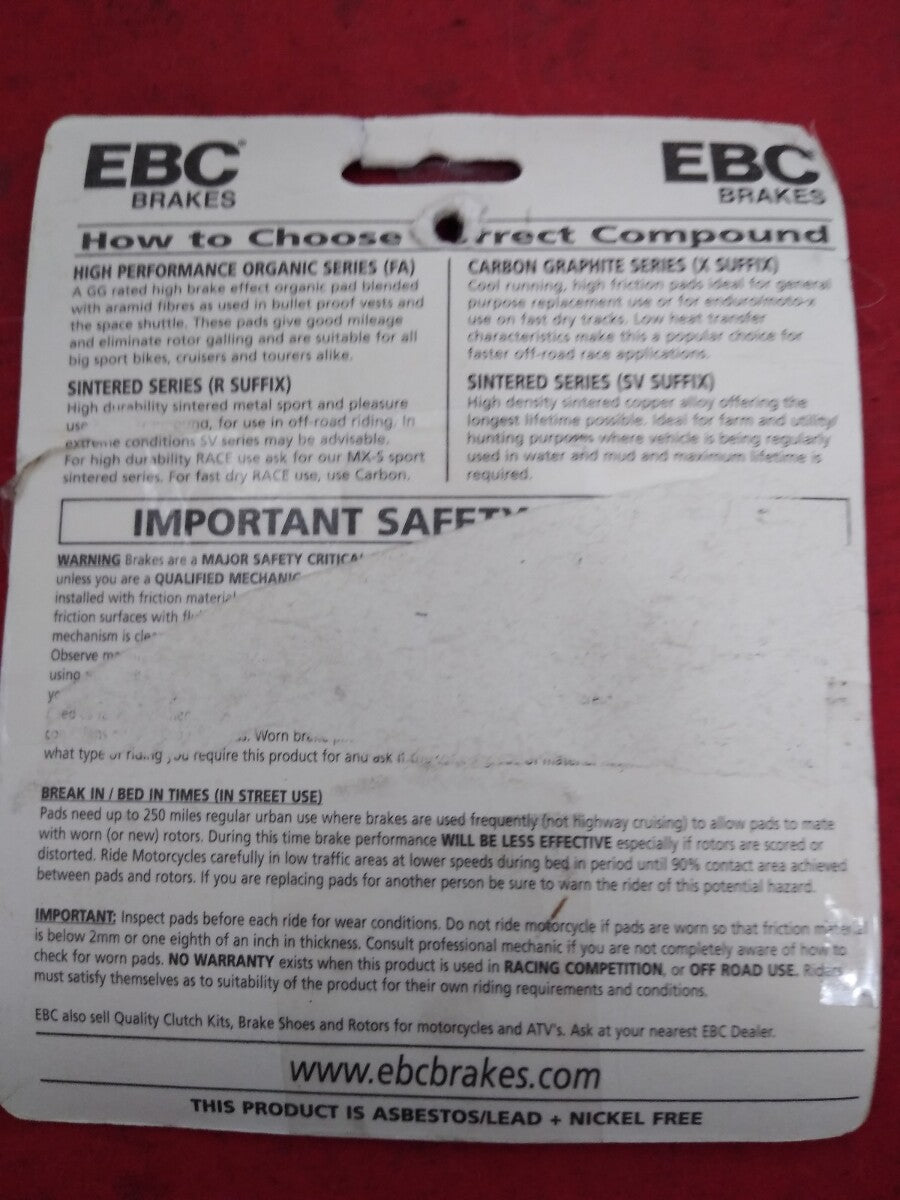 EBC
BRAKES
EBC
BRAKES
How to Choose rrect Compound
HIGH PERFORMANCE ORGANIC SERIES (FA)
A GG rated high brake effect organic pad blended
with aramid fibres as used in bullet proof vests and
the space shuttle. These pads give good mileage
and eliminate rotor galling and are suitable for all
big sport bikes, cruisers and tourers alike.
SINTERED SERIES (R SUFFIX)
High durability sintered metal sport and pleasure
use for use in off-road riding. In
extreme conditions SV series may be advisable.
For high durability RACE use ask for our MX-S sport
sintered series. For fast dry RACE use, use Carbon.
CARBON GRAPHITE SERIES (X SUFFIX)
Cool running, high friction pads ideal for general
purpose replacement use or for enduro/moto-x
use on fast dry tracks. Low heat transfer
characteristics make this a popular choice for
faster off-road race applications.
SINTERED SERIES (SV SUFFIX)
High density sintered copper alloy offering the
longest lifetime possible. Ideal for farm and utility/
hunting purposes where vehicle is being regularly
used in water and mud and maximum lifetime is
required.
IMPORTANT SAFETY
WARNING Brakes are a MAJOR SAFETY CRITICAL
unless you are a QUALIFIED MECHANIC
installed with friction material
friction surfaces with
mechanism is
Observe
using
Worn
what type of riding you require this product for and ask
BREAK IN / BED IN TIMES (IN STREET USE)
Pads need up to 250 miles regular urban use where brakes are used frequently (not highway cruising) to allow pads to mate
with worn (or new) rotors. During this time brake performance WILL BE LESS EFFECTIVE especially if rotors are scored or
distorted. Ride Motorcycles carefully in low traffic areas at lower speeds during bed in period until 90% contact area achieved
between pads and rotors. If you are replacing pads for another person be sure to warn the rider of this potential hazard.
IMPORTANT: Inspect pads before each ride for wear conditions. Do not ride motorcycle if pads are worn so that friction material
is below 2mm or one eighth of an inch in thickness. Consult professional mechanic if you are not completely aware of how to
check for worn pads. NO WARRANTY exists when this product is used in RACING COMPETITION, or OFF ROAD USE. Riders
must satisfy themselves as to suitability of the product for their own riding requirements and conditions.
EBC also sell Quality Clutch Kits, Brake Shoes and Rotors for motorcycles and ATV's. Ask at your nearest EBC Dealer.
www.ebcbrakes.com
THIS PRODUCT IS ASBESTOS/LEAD + NICKEL FREE